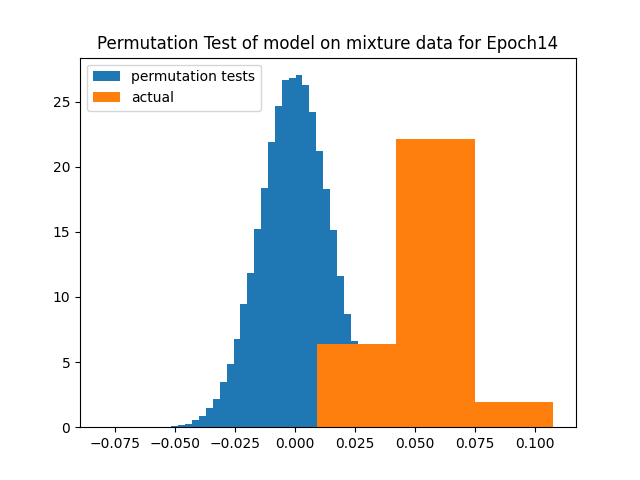 Permutation Test of model on mixture data for Epoch14
permutation tests
actual
25
20
15
10
5
0
−0.075 −0.050 −0.025 0.000 0.025 0.050 0.075 0.100